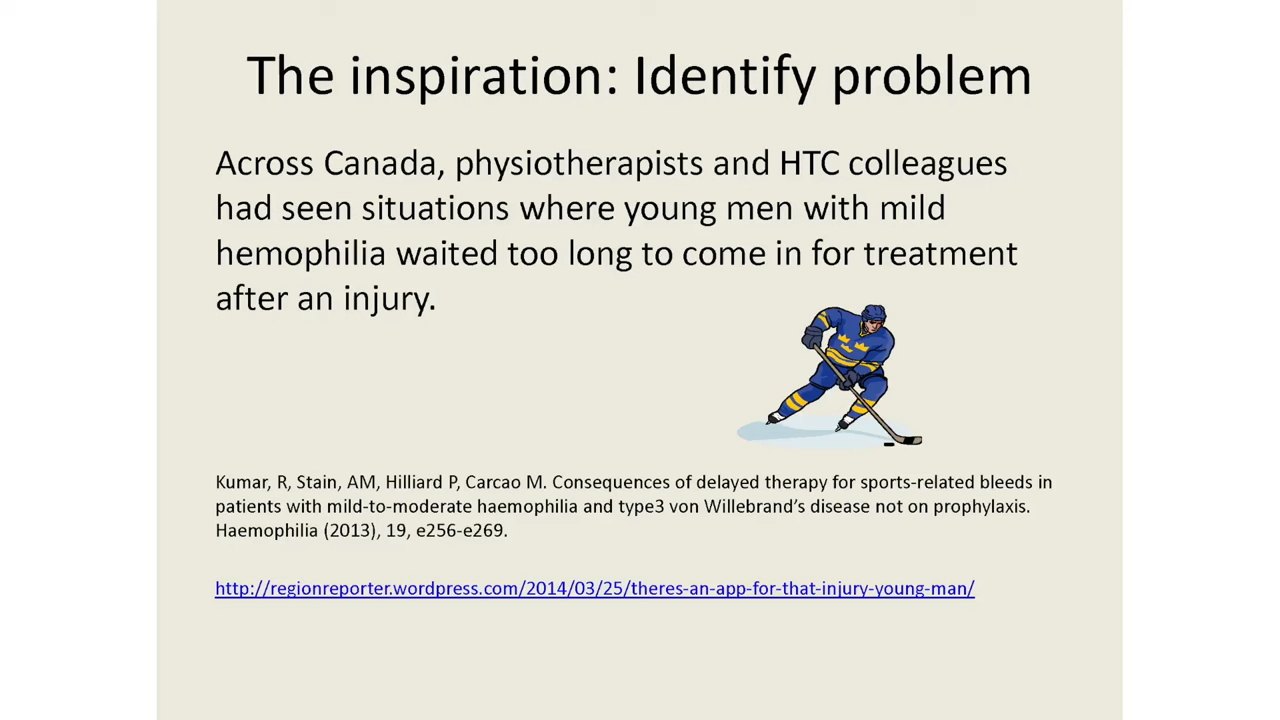 The inspiration: Identify problem
Across Canada, physiotherapists and HTC colleagues
had seen situations where young men with mild
hemophilia waited too long to come in for treatment
after an injury.
Kumar, R, Stain, AM, Hilliard P, Carcao M. Consequences of delayed therapy for sports-related bleeds in
patients with mild-to-moderate haemophilia and type3 von Willebrand’s disease not on prophylaxis.
Haemophilia (2013), 19, e256-e269.
http://regionreporter.wordpress.com/2014/03/25/theres-an-app-for-that-injury-young-man/